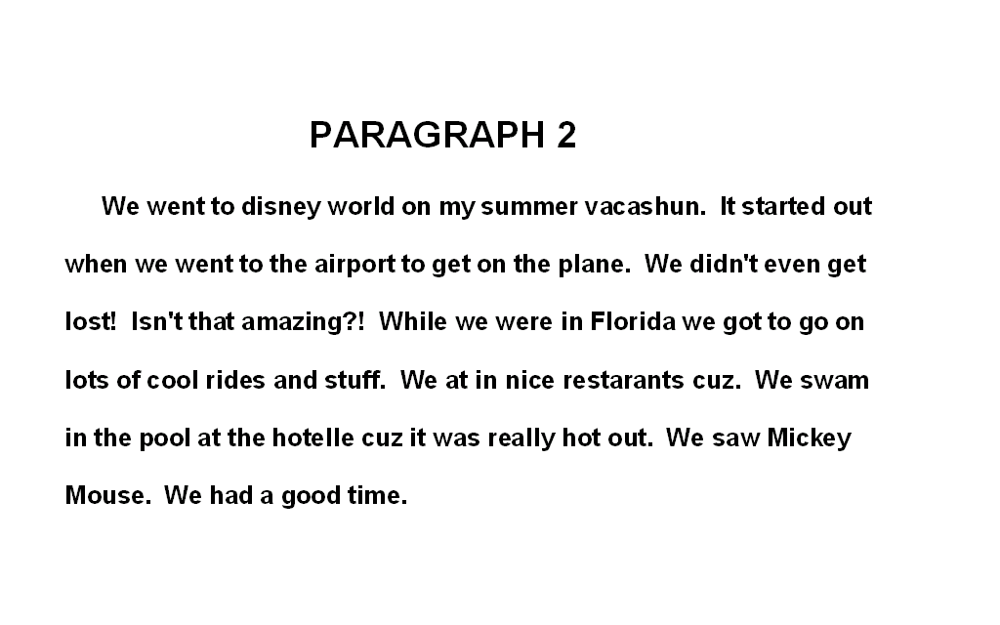 PARAGRAPH 2
We went to disney world on my summer vacashun.  It started out
when we went to the airport to get on the plane.  We didn't even get
lost!  Isn't that amazing?!  While we were in Florida we got to go on
lots of cool rides and stuff.  We at in nice restarants cuz.  We swam
in the pool at the hotelle cuz it was really hot out.  We saw Mickey
Mouse.  We had a good time.